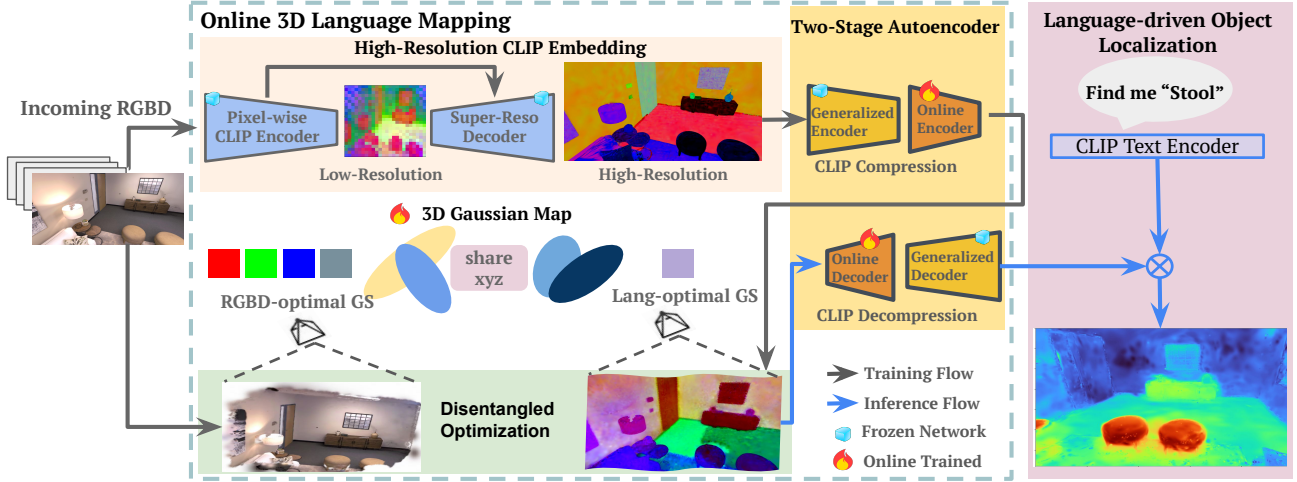 Online 3D Language Mapping
High-Resolution CLIP Embedding
Incoming RGBD
Pixel-wise
CLIP Encoder
Super-Reso
Decoder
Low-Resolution
High-Resolution
Two-Stage Autoencoder
Generalized
Encoder
Online
Encoder
CLIP Compression
3D Gaussian Map
share
xyz
RGBD-optimal GS
Lang-optimal GS
Online
Decoder
Generalized
Decoder
CLIP Decompression
Disentangled
Optimization
Training Flow
Inference Flow
Frozen Network
Online Trained
Language-driven Object
Localization
Find me “Stool”
CLIP Text Encoder